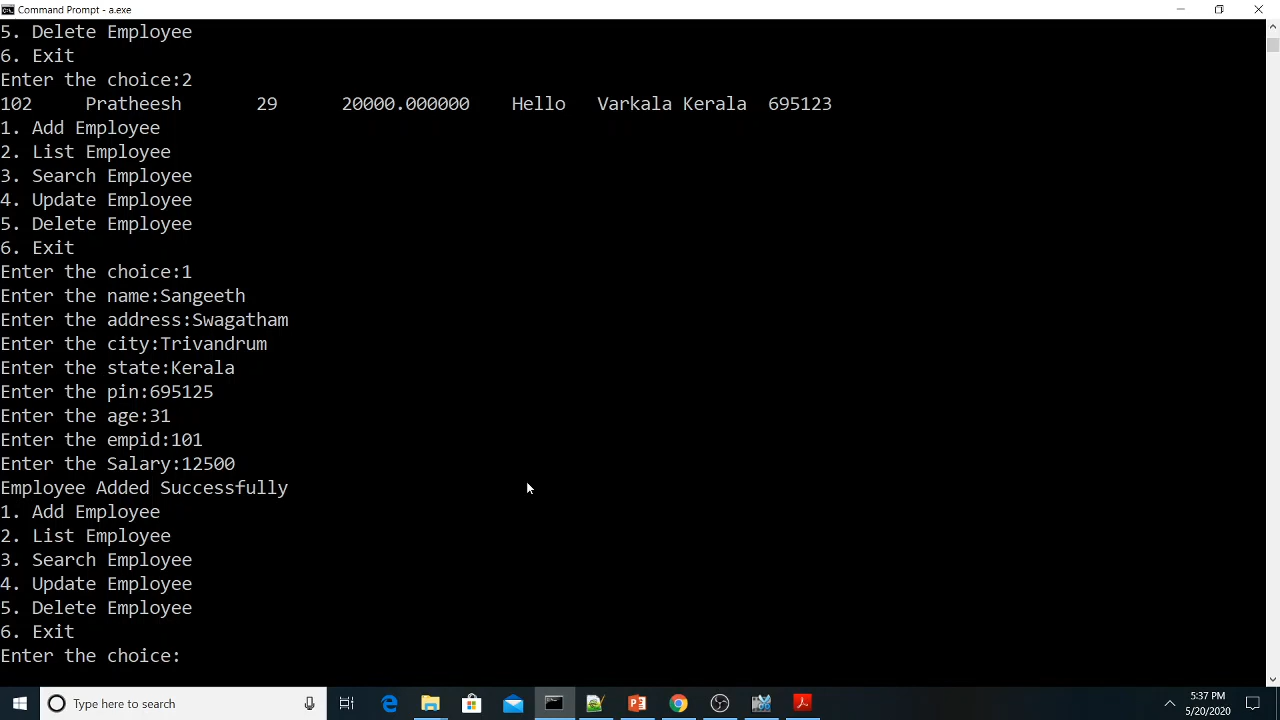 Command Prompt - a.exe
5. Delete Employee
6. Exit
Enter the choice:2
102     Pratheesh       29      20000.000000    Hello   Varkala Kerala  695123
1. Add Employee
2. List Employee
3. Search Employee
4. Update Employee
5. Delete Employee
6. Exit
Enter the choice:1
Enter the name:Sangeeth
Enter the address:Swagatham
Enter the city:Trivandrum
Enter the state:Kerala
Enter the pin:695125
Enter the age:31
Enter the empid:101
Enter the Salary:12500
Employee Added Successfully
1. Add Employee
2. List Employee
3. Search Employee
4. Update Employee
5. Delete Employee
6. Exit
Enter the choice:
Type here to search
5:37 PM
5/20/2020